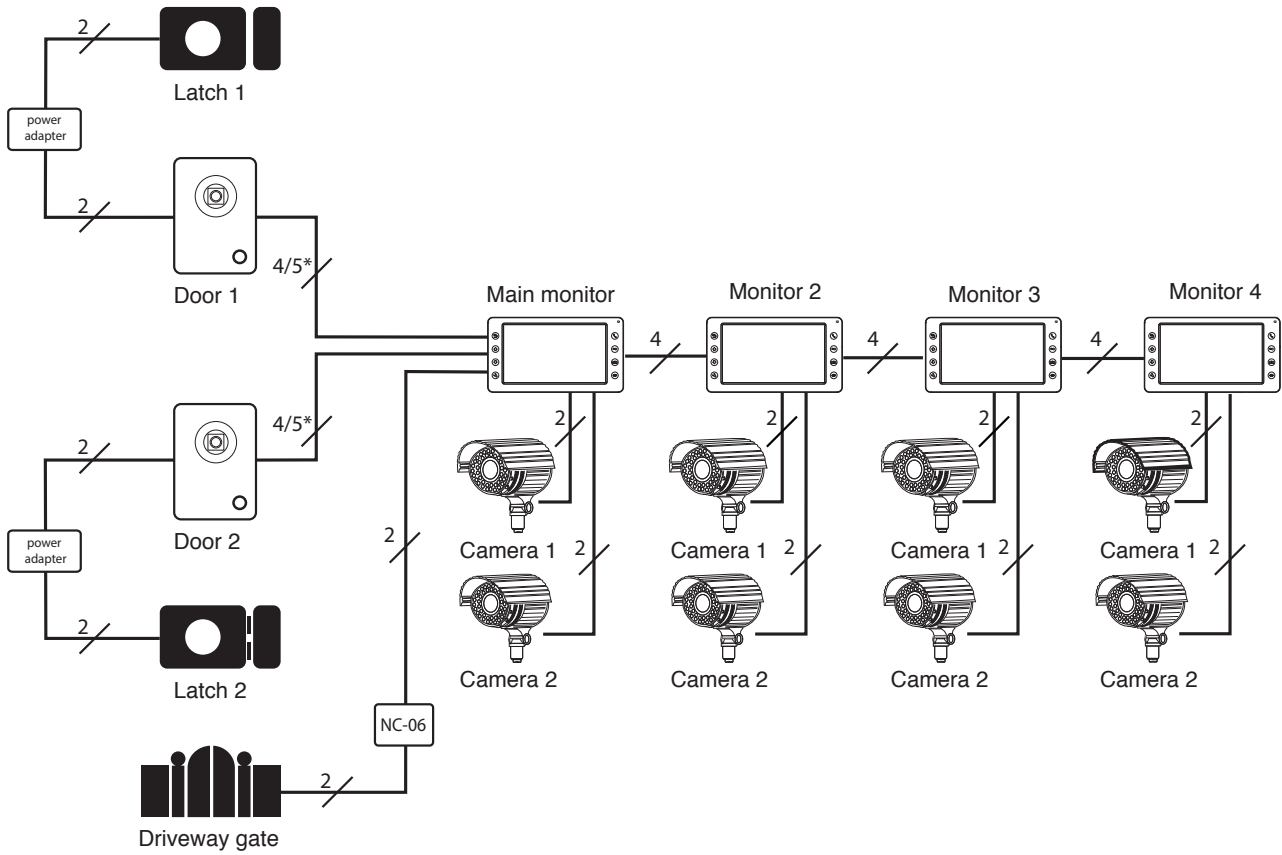 2
Latch 1
power
adapter
2
4/5*
Door 1
Main monitor
Monitor 2
Monitor 3
Monitor 4
4
4
4
2
2
2
2
4/5*
2
Door 2
power
adapter
2
Camera 1
2
Camera 1
2
Camera 1
2
Camera 1
2
2
Latch 2
Camera 2
Camera 2
Camera 2
Camera 2
NC-06
2
Driveway gate